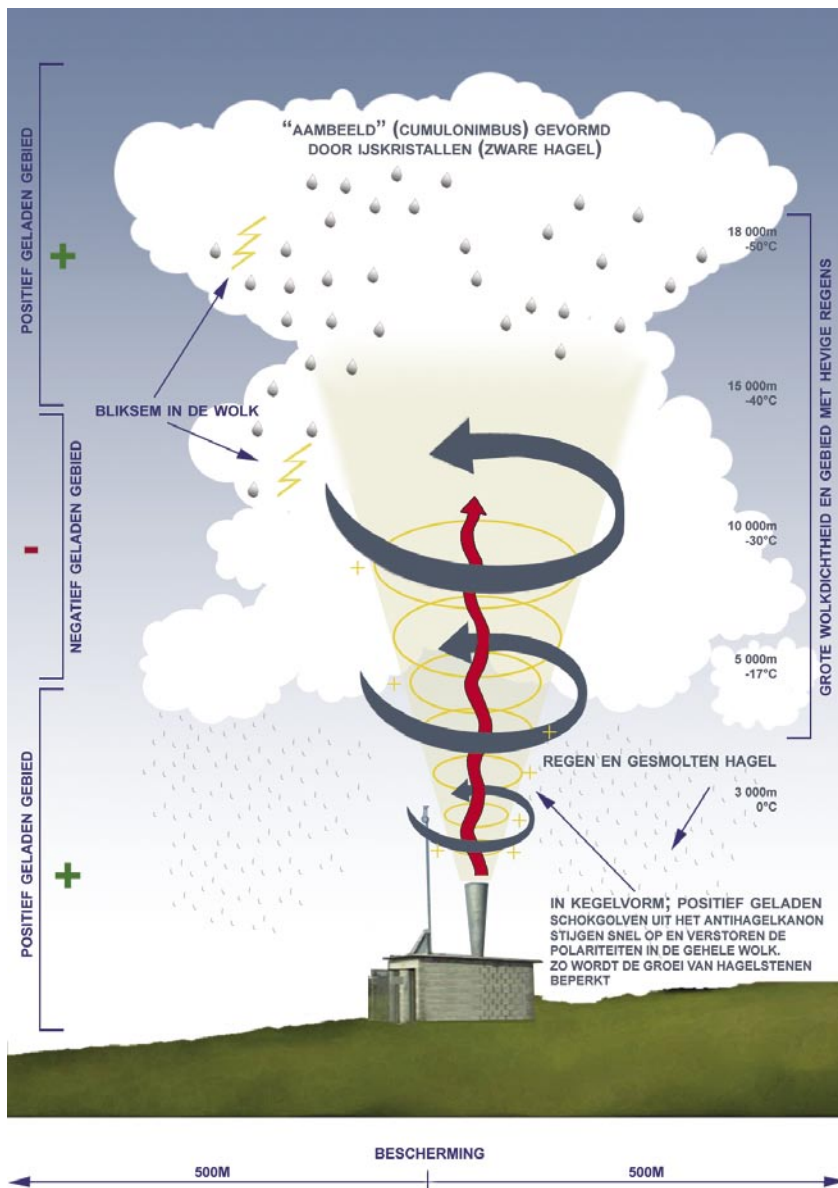 “AAMBEELD” (CUMULONIMBUS) GEVORMD
DOOR IJSKRISTALLEN (ZWARE HAGEL)
POSITIEF GELADEN GEBIED
+
18 000m
-50°C
GROTE WOLKDICHTHEID EN GEBIED MET HEVIGE REGENS
15 000m
-40°C
BLIKSEM IN DE WOLK
NEGATIEF GELADEN GEBIED
-
10 000m
-30°C
5 000m
-17°C
POSITIEF GELADEN GEBIED
+
REGEN EN GESMOLTEN HAGEL
3 000m
0°C
IN KEGELVORM; POSITIEF GELADEN
SCHOKGOLVEN UIT HET ANTIHAGELKANON
STIJGEN SNEL OP EN VERSTOREN DE
POLARITEITEN IN DE GEHELE WOLK.
ZO WORDT DE GROEI VAN HAGELSTENEN
BEPERKT
BESCHERMING
500M
500M